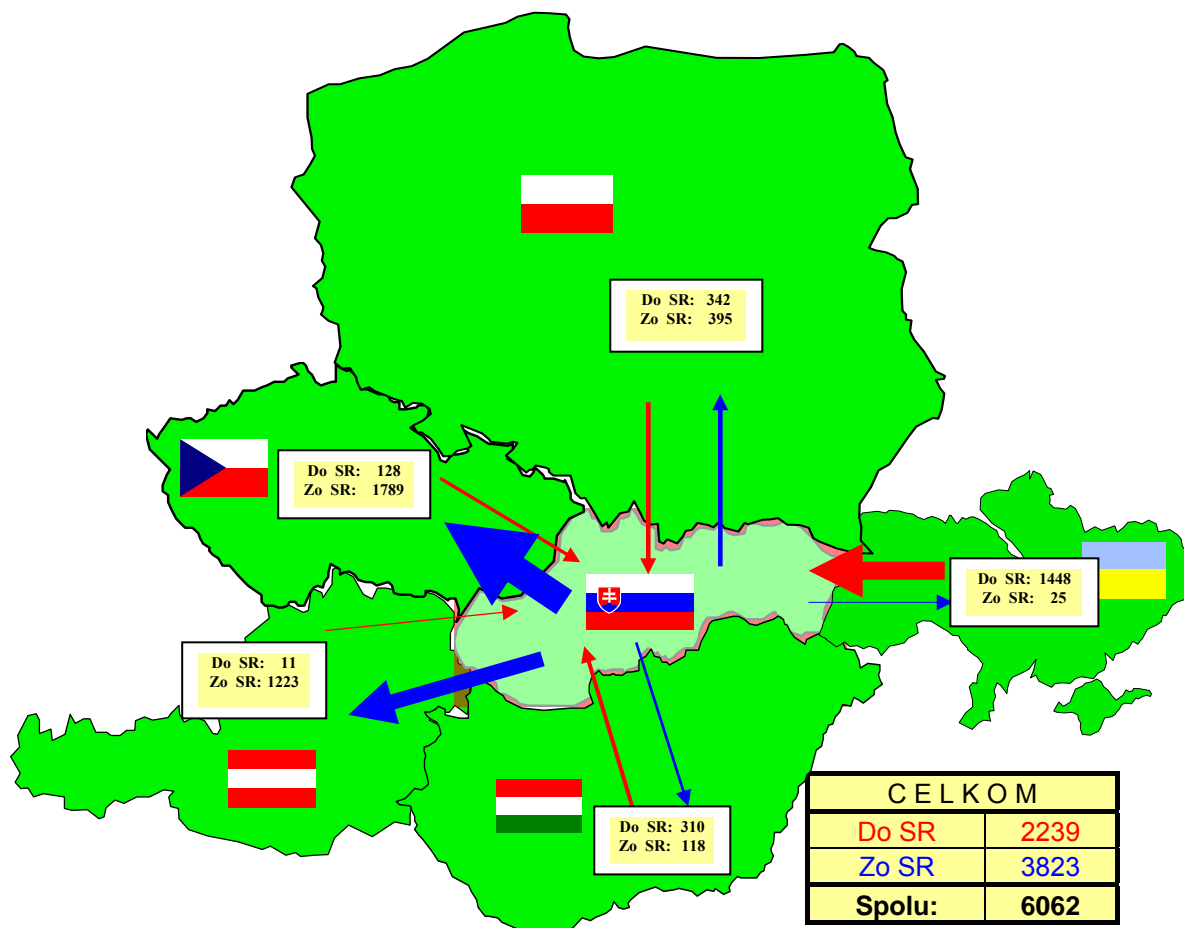 Do SR: 342
Zo SR: 395
Do SR: 128
Zo SR: 1789
Do SR: 1448
Zo SR: 25
Do SR: 11
Zo SR: 1223
Do SR: 310
Zo SR: 118
CELKOM
Do SR 2239
Zo SR 3823
Spolu: 6062